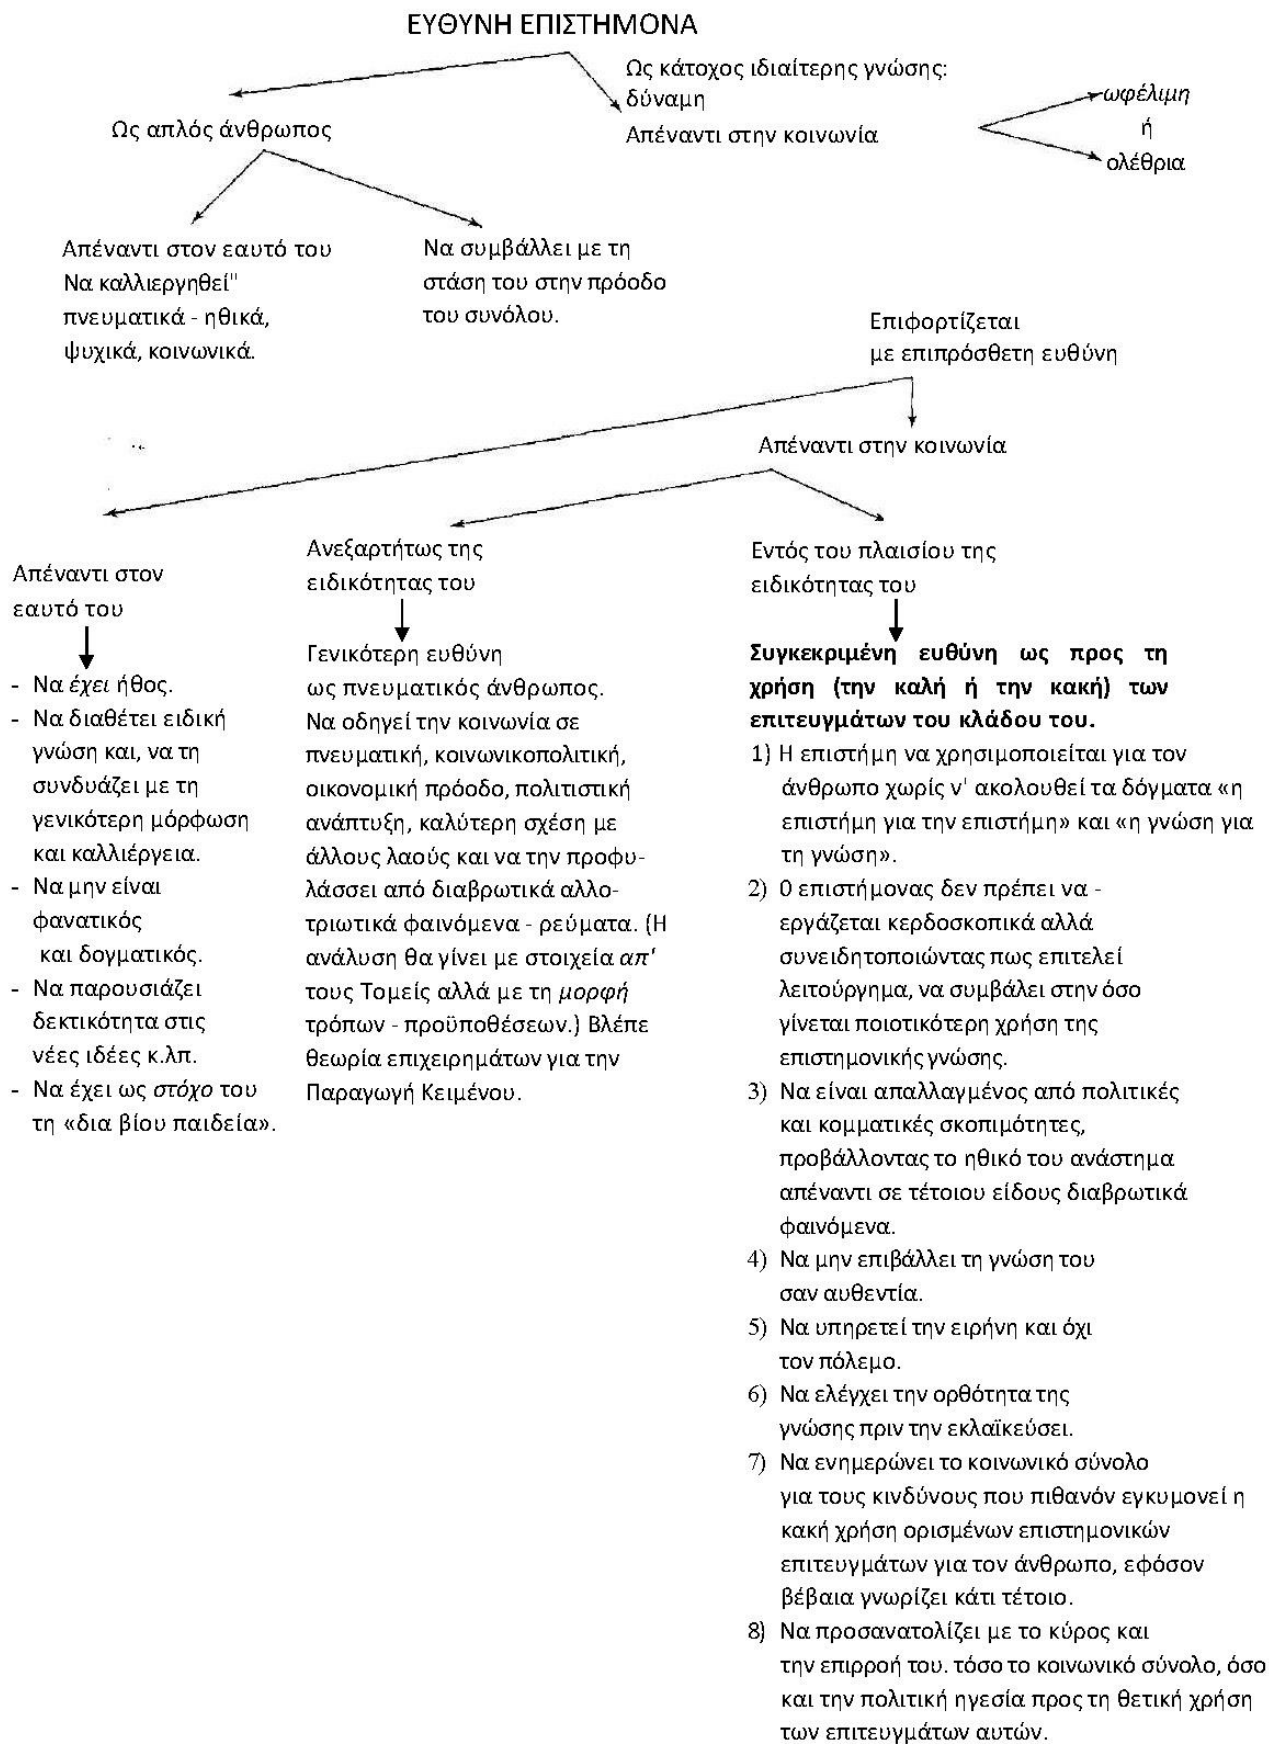 ΕΥΘΥΝΗ ΕΠΙΣΤΗΜΟΝΑ
Ως κάτοχος ιδιαίτερης γνώσης:
δύναμη
Απέναντι στην κοινωνία
ωφέλιμη
ή
ολέθρια
Ως απλός άνθρωπος
Απέναντι στον εαυτό του
Να καλλιεργηθεί"
πνευματικά - ηθικά,
ψυχικά, κοινωνικά.
Να συμβάλλει με τη
στάση του στην πρόοδο
του συνόλου.
Επιφορτίζεται
με επιπρόσθετη ευθύνη
Απέναντι στην κοινωνία
Απέναντι στον
εαυτό του
- Να έχει ήθος.
- Να διαθέτει ειδική
γνώση και, να τη
συνδυάζει με τη
γενικότερη μόρφωση
και καλλιέργεια.
- Να μην είναι
φανατικός
και δογματικός.
- Να παρουσιάζει
δεκτικότητα στις
νέες ιδέες κ.λπ.
- Να έχει ως στόχο του
τη «δια βίου παιδεία».
Ανεξαρτήτως της
ειδικότητας του
Γενικότερη ευθύνη
ως πνευματικός άνθρωπος.
Να οδηγεί την κοινωνία σε
πνευματική, κοινωνικοπολιτική,
οικονομική πρόοδο, πολιτιστική
ανάπτυξη, καλύτερη σχέση με
άλλους λαούς και να την προφυ-
λάσσει από διαβρωτικά αλλο-
τριωτικά φαινόμενα - ρεύματα. (Η
ανάλυση θα γίνει με στοιχεία απ'
τους Τομείς αλλά με τη μορφή
τρόπων - προϋποθέσεων.) Βλέπε
θεωρία επιχειρημάτων για την
Παραγωγή Κειμένου.
Εντός του πλαισίου της
ειδικότητας του
Συγκεκριμένη ευθύνη ως προς τη
χρήση (την καλή ή την κακή) των
επιτευγμάτων του κλάδου του.
1) Η επιστήμη να χρησιμοποιείται για τον
άνθρωπο χωρίς ν' ακολουθεί τα δόγματα «η
επιστήμη για την επιστήμη» και «η γνώση για
τη γνώση».
2) 0 επιστήμονας δεν πρέπει να -
εργάζεται κερδοσκοπικά αλλά
συνειδητοποιώντας πως επιτελεί
λειτούργημα, να συμβάλει στην όσο
γίνεται ποιοτικότερη χρήση της
επιστημονικής γνώσης.
3) Να είναι απαλλαγμένος από πολιτικές
και κομματικές σκοπιμότητες,
προβάλλοντας το ηθικό του ανάστημα
απέναντι σε τέτοιου είδους διαβρωτικά
φαινόμενα.
4) Να μην επιβάλλει τη γνώση του
σαν αυθεντία.
5) Να υπηρετεί την ειρήνη και όχι
τον πόλεμο.
6) Να ελέγχει την ορθότητα της
γνώσης πριν την εκλαϊκεύσει.
7) Να ενημερώνει το κοινωνικό σύνολο
για τους κινδύνους που πιθανόν εγκυμονεί η
κακή χρήση ορισμένων επιστημονικών
επιτευγμάτων για τον άνθρωπο, εφόσον
βέβαια γνωρίζει κάτι τέτοιο.
8) Να προσανατολίζει με το κύρος και
την επιρροή του. τόσο το κοινωνικό σύνολο, όσο
και την πολιτική ηγεσία προς τη θετική χρήση
των επιτευγμάτων αυτών.